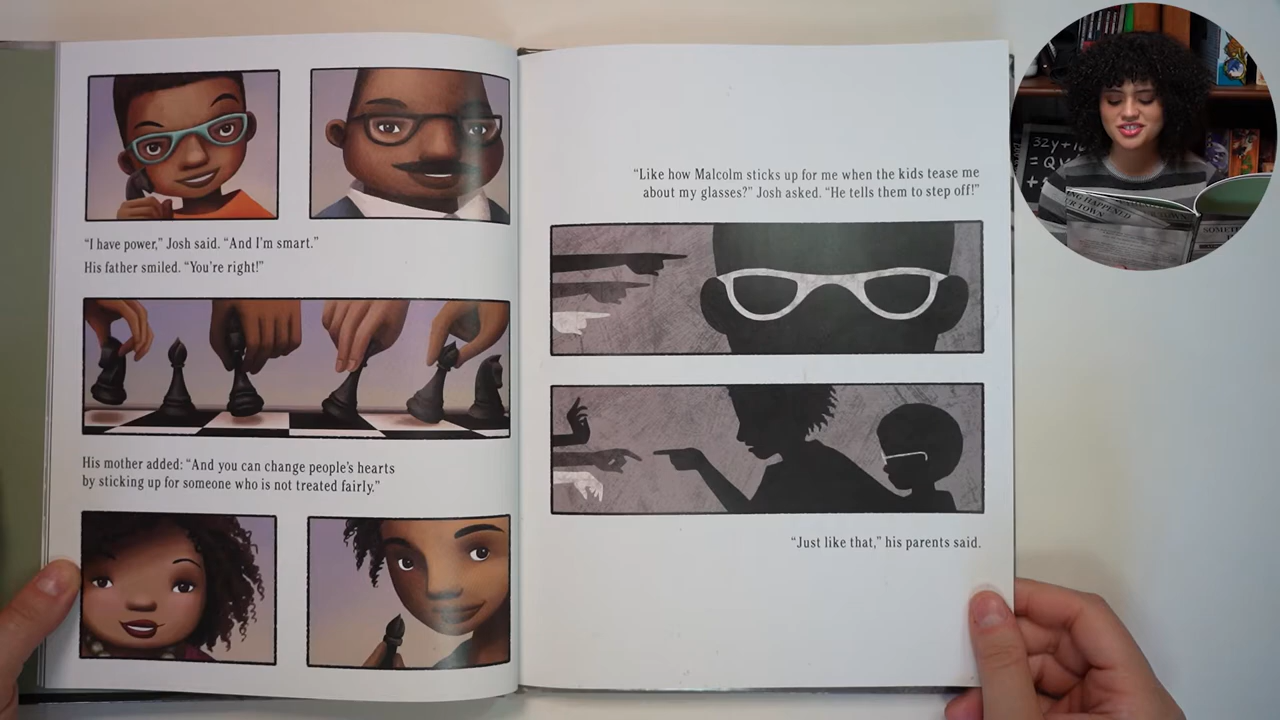 "I have power," Josh said. "And I'm smart."
His father smiled. "You're right!"
His mother added: "And you can change people's hearts
by sticking up for someone who is not treated fairly."
"Like how Malcolm sticks up for me when the kids tease me
about my glasses?" Josh asked. "He tells them to step off!"
"Just like that," his parents said.
32y+
= Q
HAPPENED
TOWN